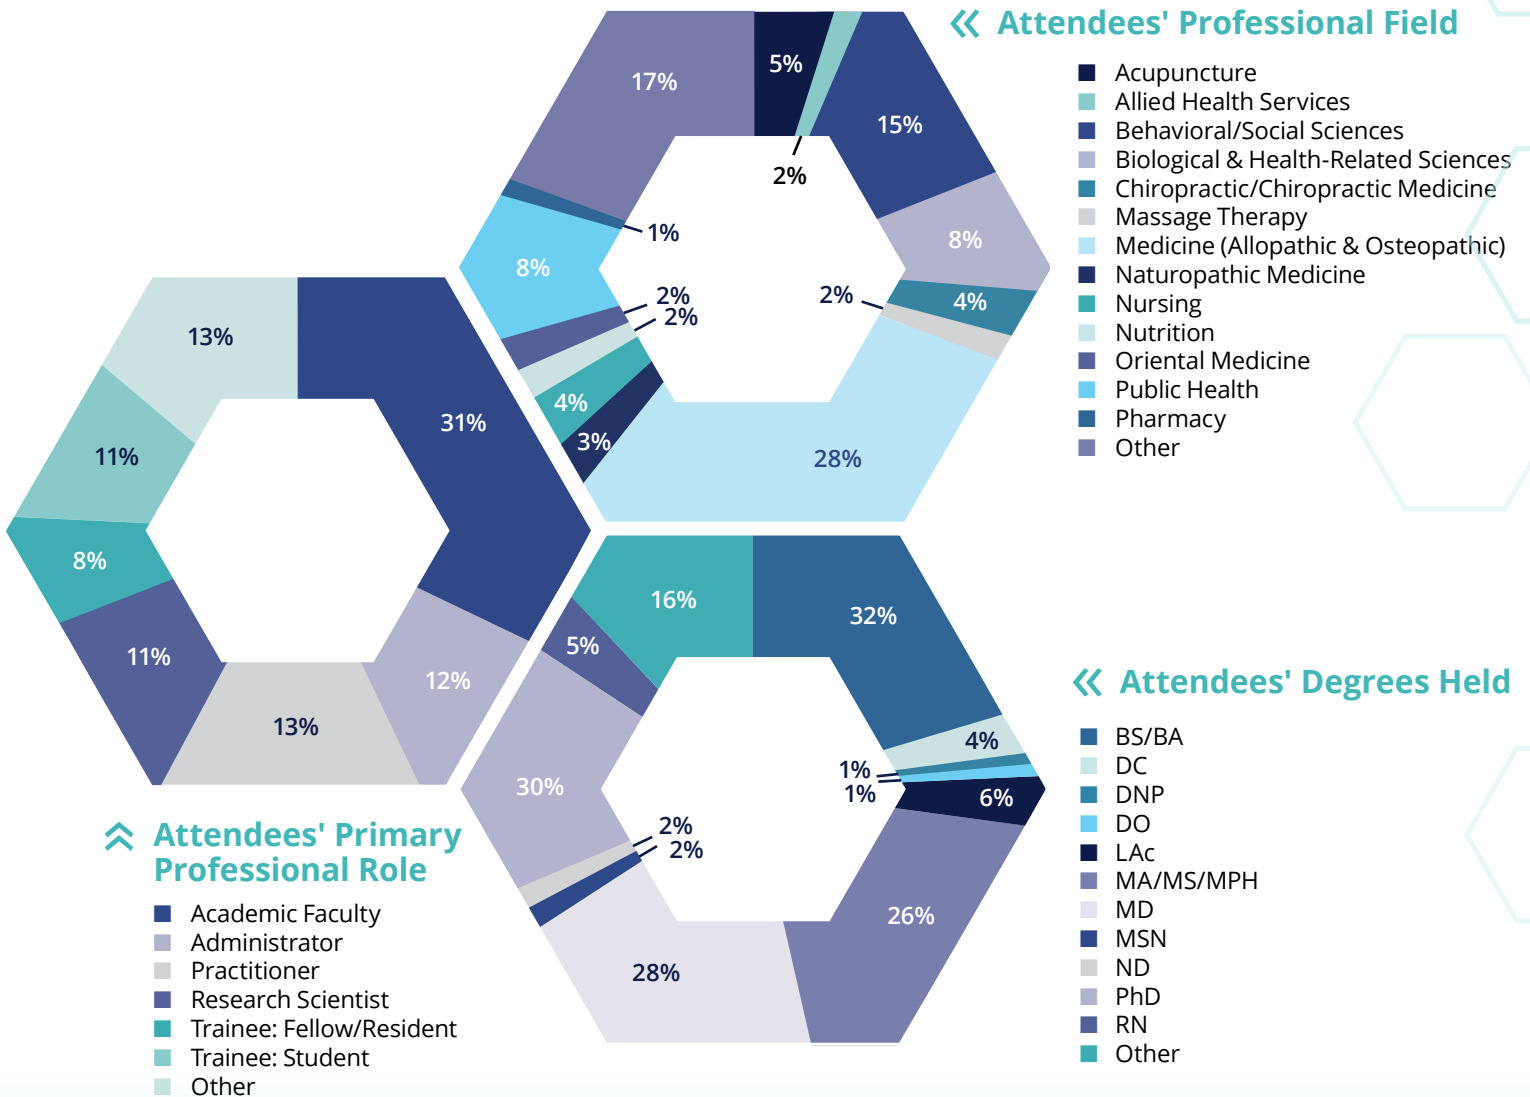 Attendees' Professional Field
Acupuncture
Allied Health Services
Behavioral/Social Sciences
Biological & Health-Related Sciences
Chiropractic/Chiropractic Medicine
Massage Therapy
Medicine (Allopathic & Osteopathic)
Naturopathic Medicine
Nursing
Nutrition
Oriental Medicine
Public Health
Pharmacy
Other
5%
2%
15%
8%
4%
2%
28%
3%
4%
2%
2%
8%
1%
17%
31%
12%
13%
11%
8%
11%
13%
Attendees' Primary
Professional Role
Academic Faculty
Administrator
Practitioner
Research Scientist
Trainee: Fellow/Resident
Trainee: Student
Other
32%
4%
1%
1%
6%
26%
28%
2%
2%
30%
5%
16%
Attendees' Degrees Held
BS/BA
DC
DNP
DO
LAc
MA/MS/MPH
MD
MSN
ND
PhD
RN
Other